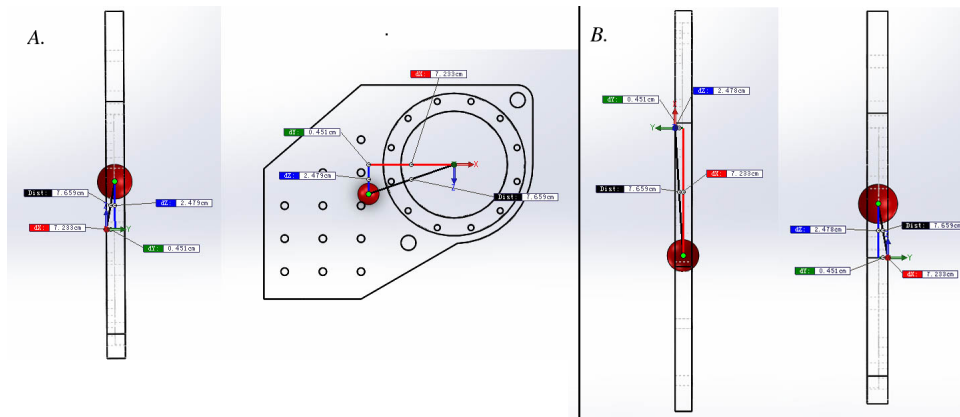 A.
dX: 7.233cm
dY: 0.451cm
dZ: 2.479cm
X
Z
Dist: 7.659cm
Dist: 7.659cm
dZ: 2.479cm
dX: 7.233cm
Y
dY: 0.451cm
B.
dY: 0.451cm
dZ: 2.478cm
Y
dX: 7.233cm
Dist: 7.659cm
dZ: 2.478cm
Dist: 7.659cm
Y
dY: 0.451cm
dX: 7.233cm